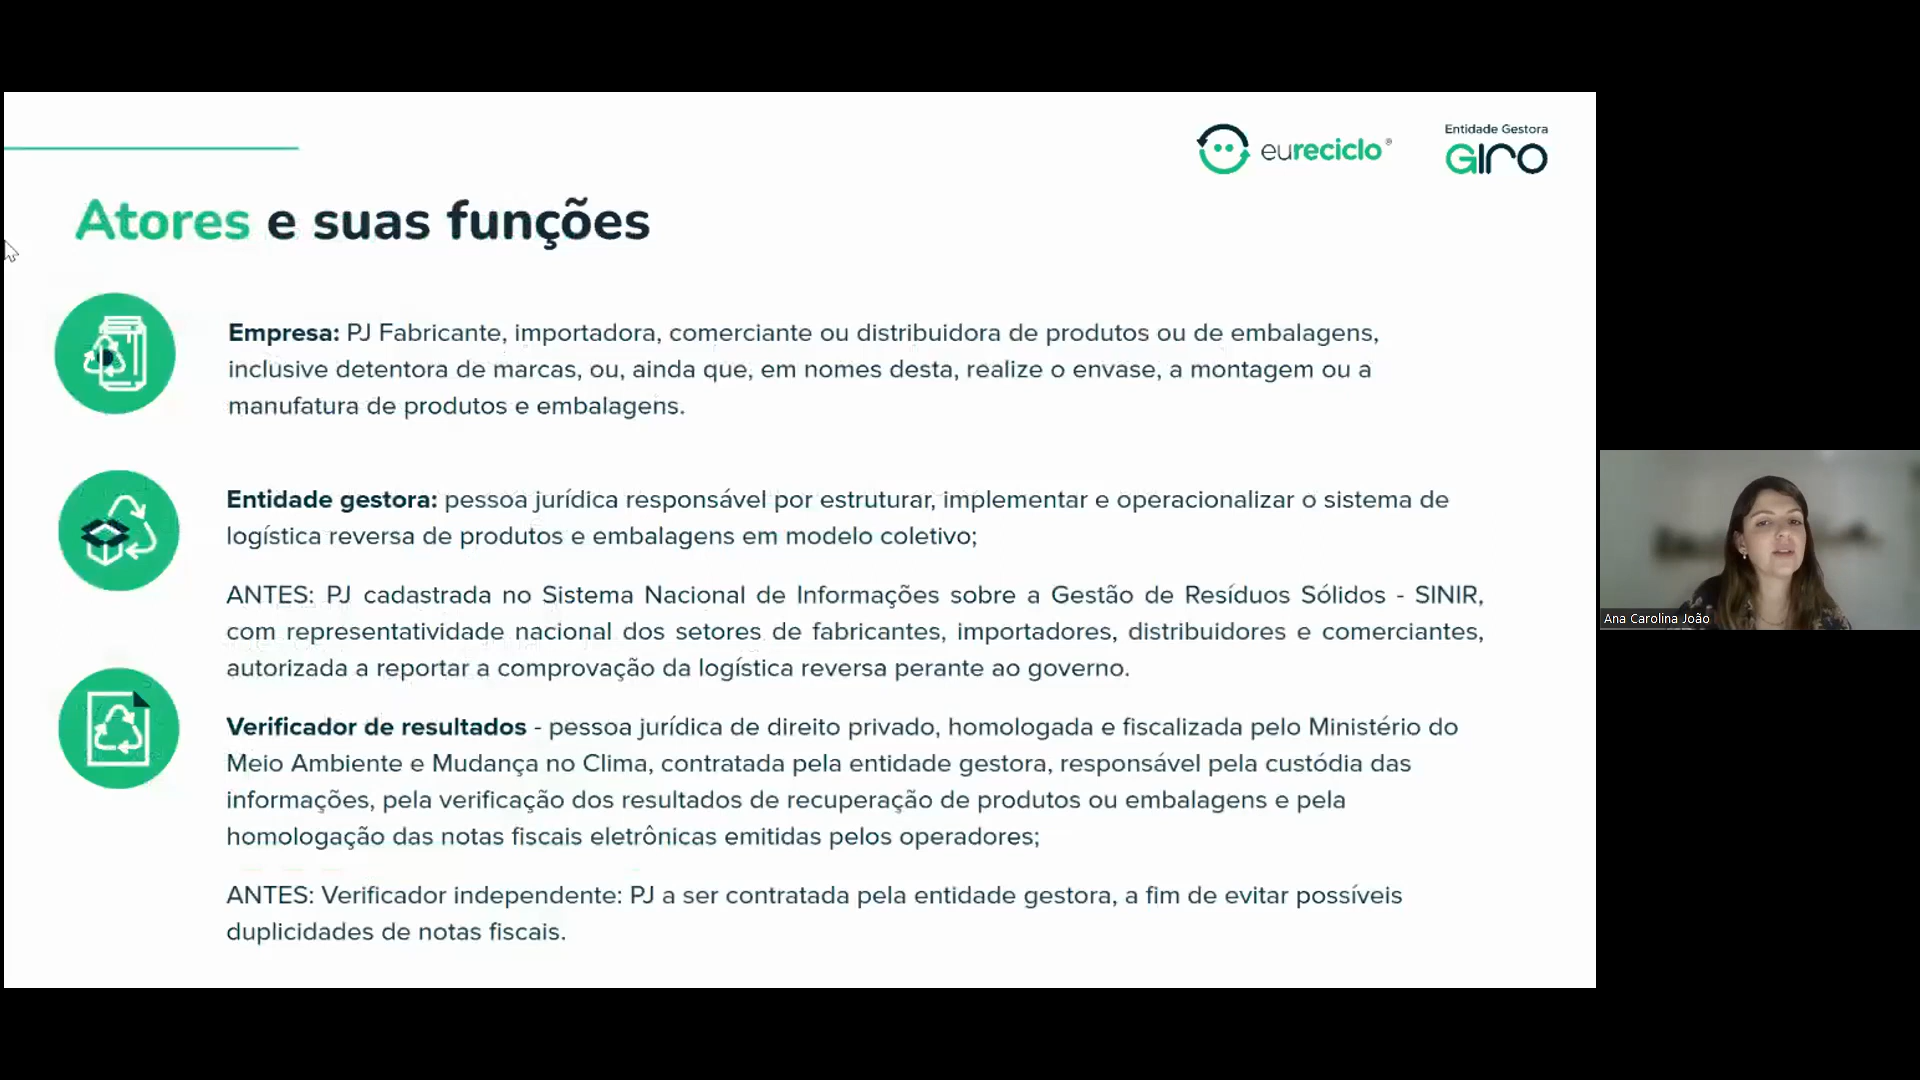 eureciclo®
Entidade Gestora
GIRO
Atores e suas funções
Empresa: PJ Fabricante, importadora, comerciante ou distribuidora de produtos ou de embalagens,
inclusive detentora de marcas, ou, ainda que, em nomes desta, realize o envase, a montagem ou a
manufatura de produtos e embalagens.
Entidade gestora: pessoa jurídica responsável por estruturar, implementar e operacionalizar o sistema de
logística reversa de produtos e embalagens em modelo coletivo;
ANTES: PJ cadastrada no Sistema Nacional de Informações sobre a Gestão de Resíduos Sólidos - SINIR,
com representatividade nacional dos setores de fabricantes, importadores, distribuidores e comerciantes,
autorizada a reportar a comprovação da logística reversa perante ao governo.
Verificador de resultados - pessoa jurídica de direito privado, homologada e fiscalizada pelo Ministério do
Meio Ambiente e Mudança no Clima, contratada pela entidade gestora, responsável pela custódia das
informações, pela verificação dos resultados de recuperação de produtos ou embalagens e pela
homologação das notas fiscais eletrônicas emitidas pelos operadores;
ANTES: Verificador independente: PJ a ser contratada pela entidade gestora, a fim de evitar possíveis
duplicidades de notas fiscais.
Ana Carolina João